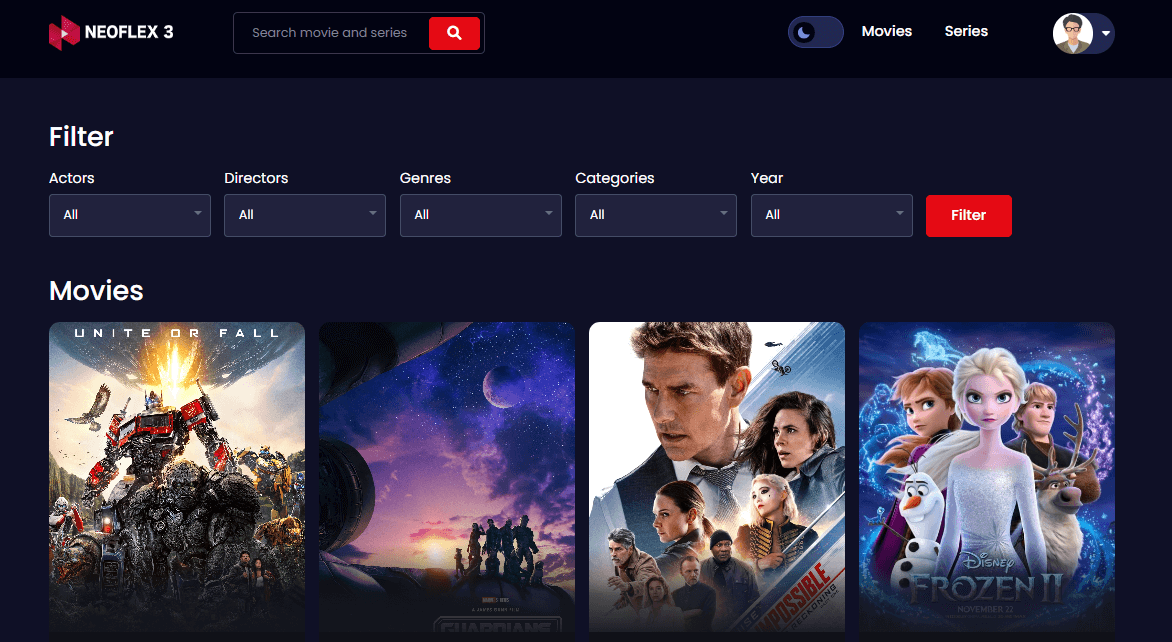 NEOFLEX 3
Search movie and series
Movies
Series
Filter
Actors
Directors
Genres
Categories
Year
All
All
All
All
All
Filter
Movies
UNITE OR FALL
GUARDIANS
IMPOSSIBLE
RECKONING
DISNEY
FROZEN II
NOVEMBER 22